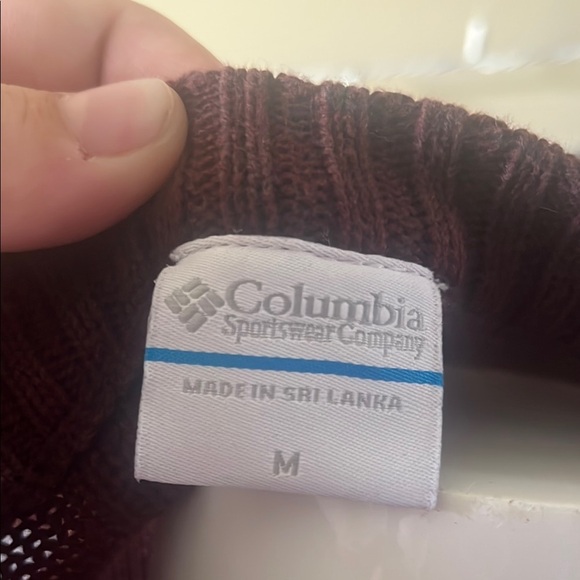 Columbia
Sportswear Company
MADE IN SRI LANKA
M